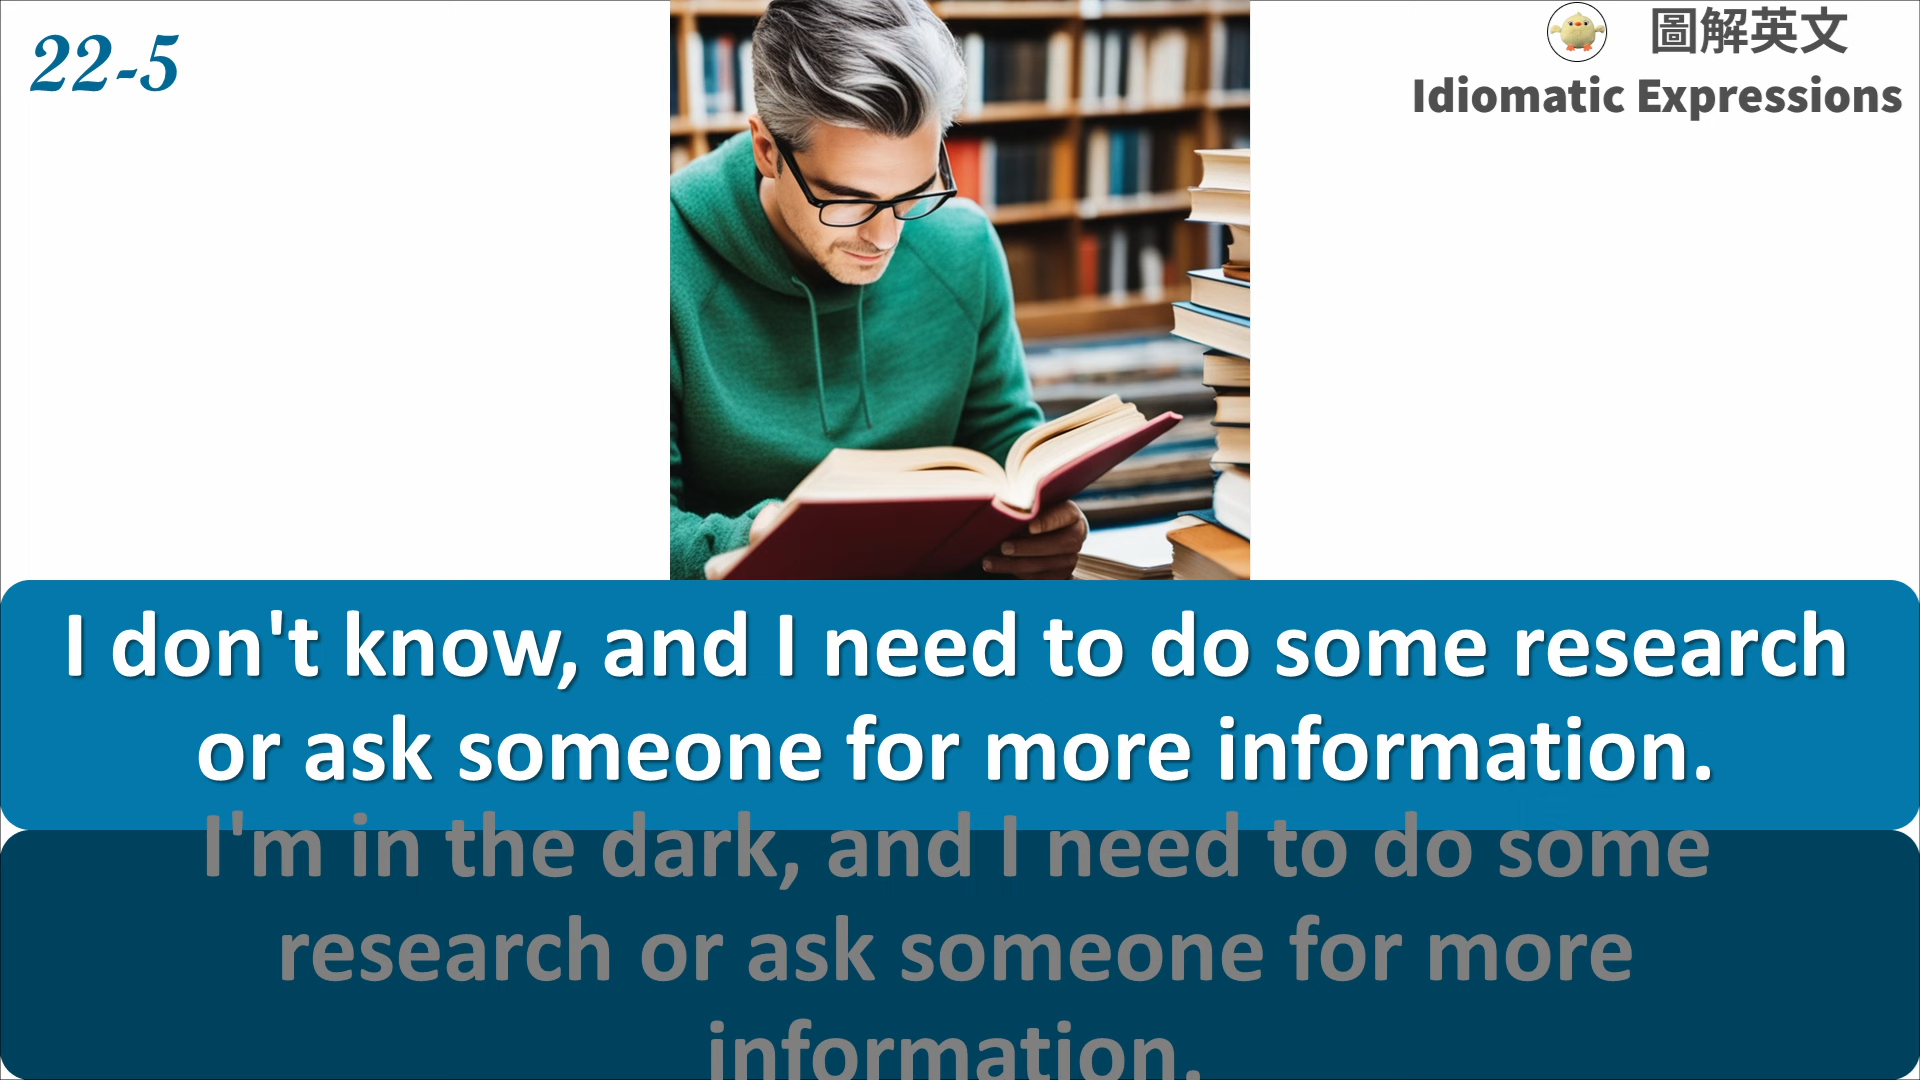 22-5
圖解英文
Idiomatic Expressions
I don't know, and I need to do some research
or ask someone for more information.
I'm in the dark, and I need to do some
research or ask someone for more
information.